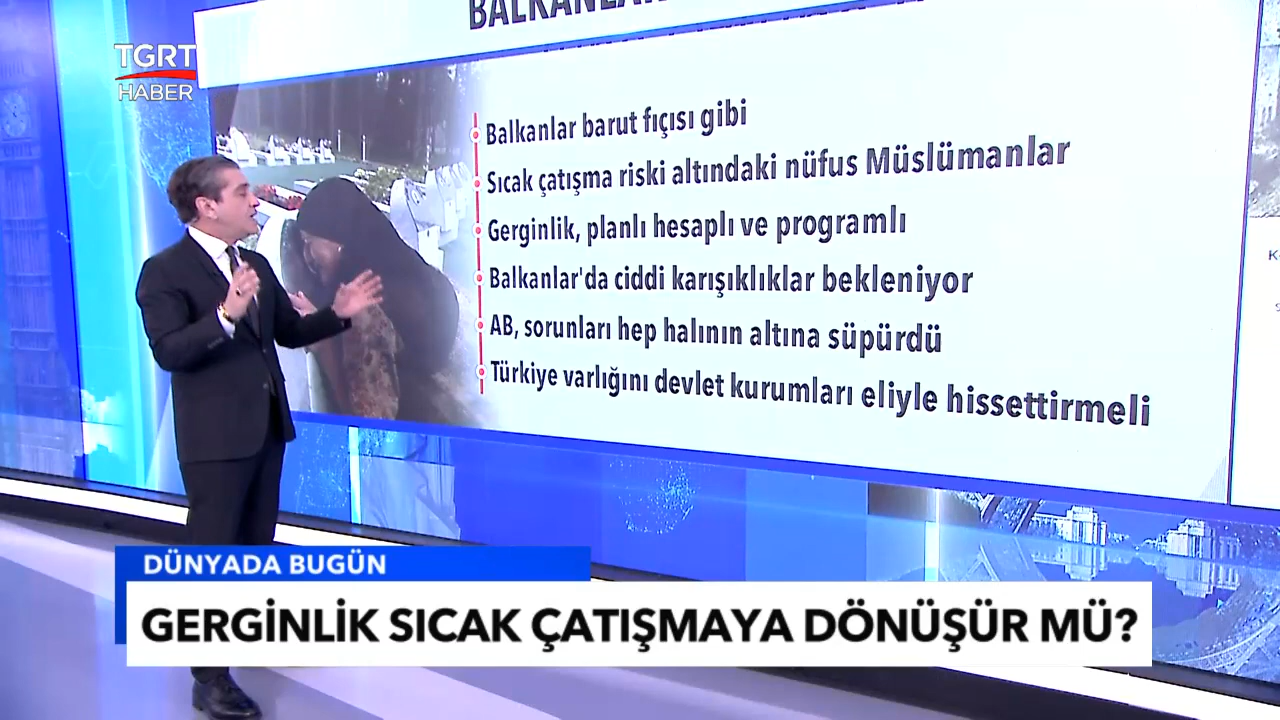 BALKANLAR
TGRT
HABER
Balkanlar barut fıçısı gibi
Sıcak çatışma riski altındaki nüfus Müslümanlar
Gerginlik, planlı hesaplı ve programlı
Balkanlar'da ciddi karışıklıklar bekleniyor
AB, sorunları hep halının altına süpürdü
Türkiye varlığını devlet kurumları eliyle hissettirmeli
DÜNYADA BUGÜN
GERGİNLİK SICAK ÇATIŞMAYA DÖNÜŞÜR MÜ?